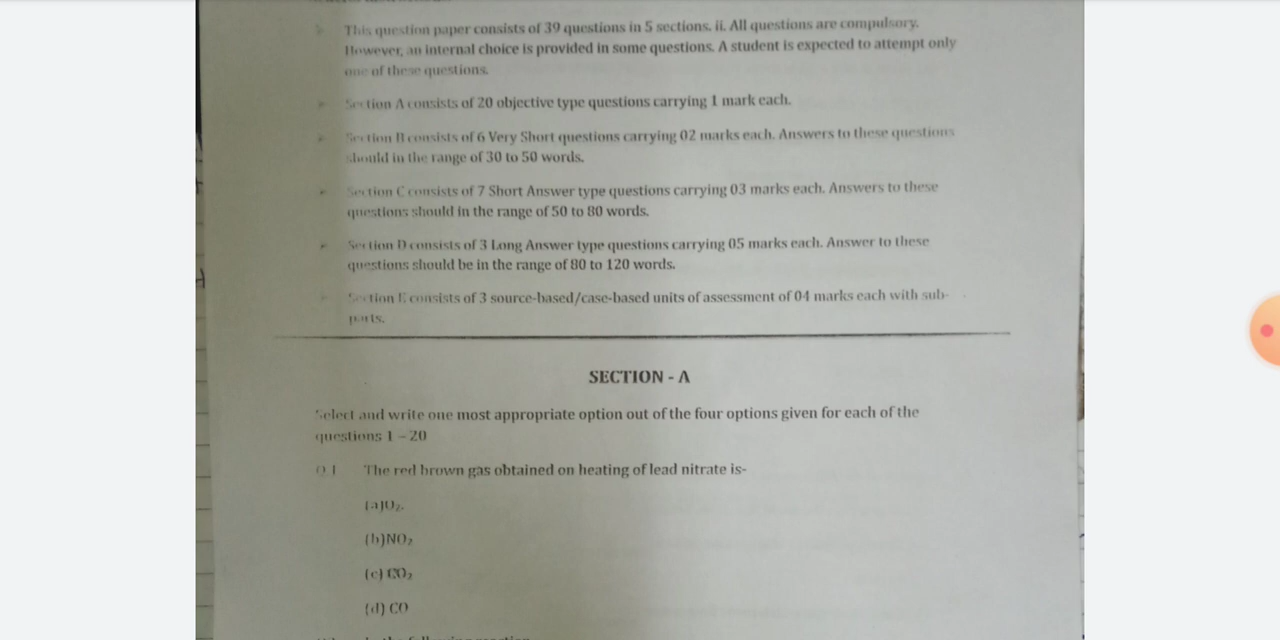 This question paper consists of 39 questions in 5 sections. ii. All questions are compulsory.
However, an internal choice is provided in some questions. A student is expected to attempt only
one of these questions.
Section A consists of 20 objective type questions carrying 1 mark each.
Section B consists of 6 Very Short questions carrying 02 marks each. Answers to these questions
should in the range of 30 to 50 words.
Section C consists of 7 Short Answer type questions carrying 03 marks each. Answers to these
questions should in the range of 50 to 80 words.
Section D consists of 3 Long Answer type questions carrying 05 marks each. Answer to these
questions should be in the range of 80 to 120 words.
Section E consists of 3 source-based/case-based units of assessment of 04 marks each with sub-
parts.
SECTION - A
Select and write one most appropriate option out of the four options given for each of the
questions 1 – 20
Q 1 The red brown gas obtained on heating of lead nitrate is-
(a)O₂.
(b)NO₂
(c) CO₂
(d) CO